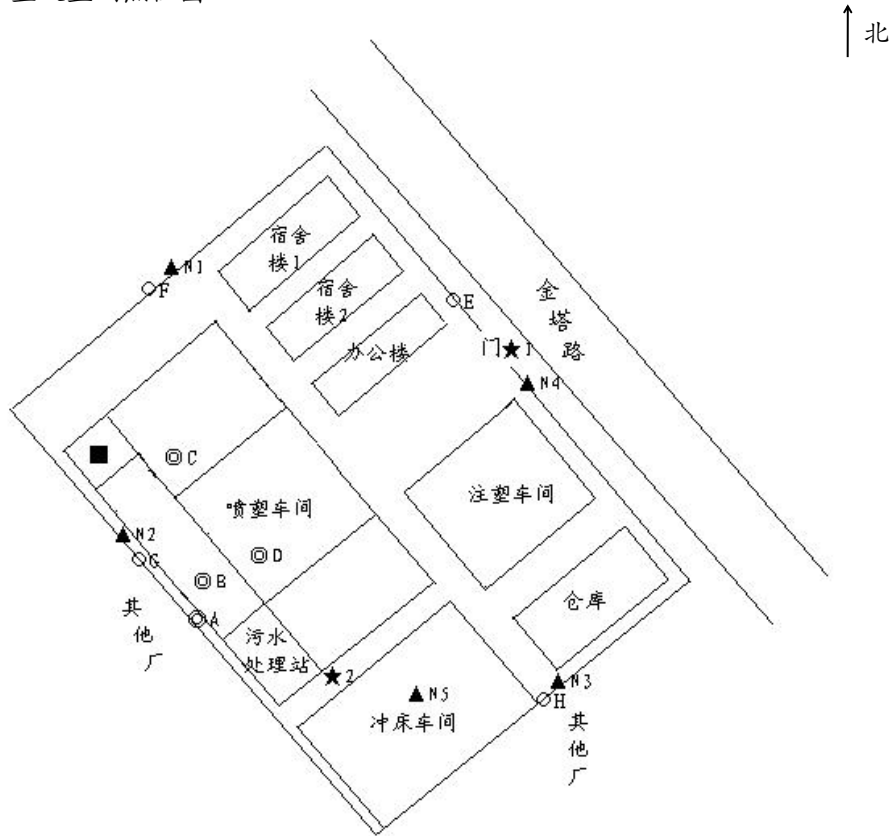 北
宿舍
楼1
N1
F
宿舍
楼2
E
金
塔
路
办公楼
门
1
N4
C
注塑车间
喷塑车间
N2
G
D
B
其
他
厂
A
仓库
污水
处理站
2
N3
N5
H
冲床车间
其
他
厂